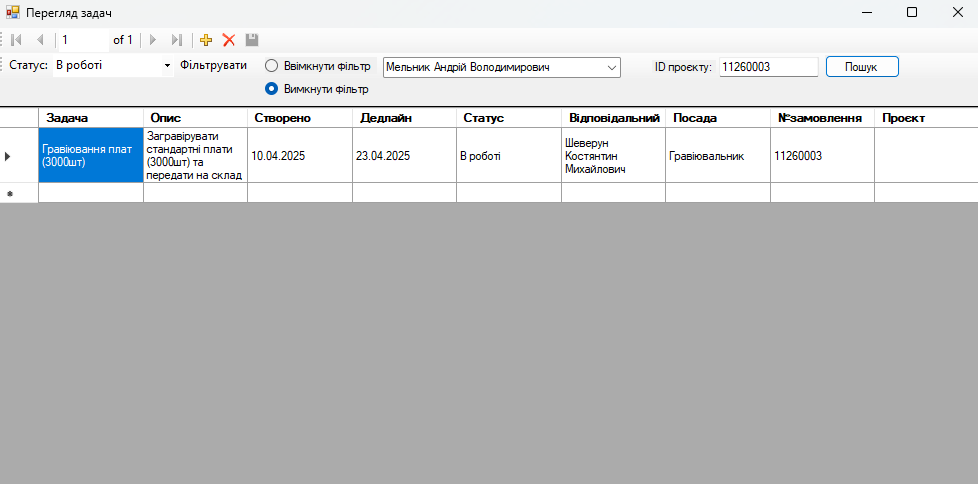 Перегляд задач
1 of 1
Статус: В роботі Фільтрувати Ввімкнути фільтр Мельник Андрій Володимирович ID проєкту: 11260003 Пошук
Вимкнути фільтр
Задача Опис Створено Дедлайн Статус Відповідальний Посада №замовлення Проєкт
Гравіювання плат
(3000шт)
Загравірувати
стандартні плати
(3000шт) та
передати на склад
10.04.2025
23.04.2025
В роботі
Шеверун
Костянтин
Михайлович
Гравіювальник
11260003